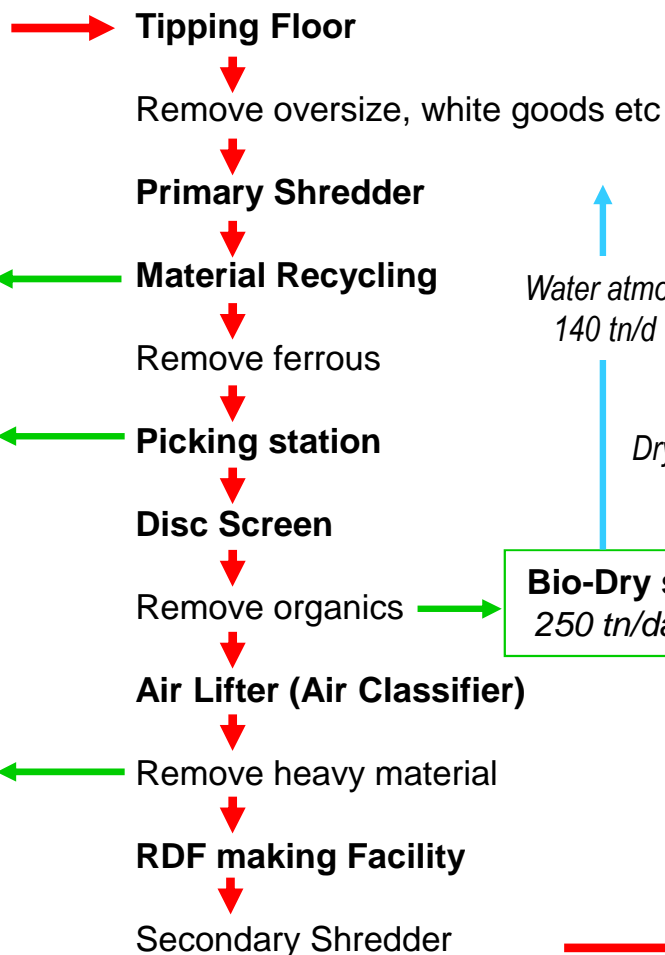 Tipping Floor
Remove oversize, white goods etc
Primary Shredder
Material Recycling
Water atmo
140 tn/d
Remove ferrous
Picking station
Dry
Disc Screen
Bio-Dry s
250 tn/da
Remove organics
Air Lifter (Air Classifier)
Remove heavy material
RDF making Facility
Secondary Shredder